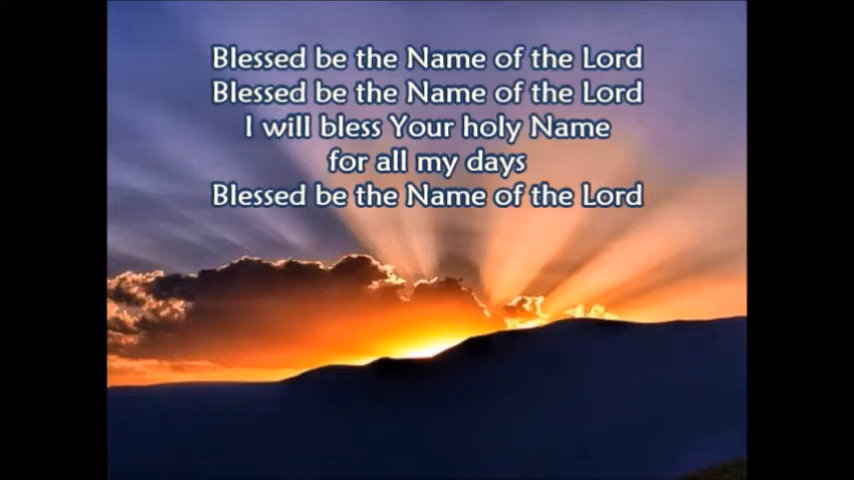 Blessed be the Name of the Lord
Blessed be the Name of the Lord
I will bless Your holy Name
for all my days
Blessed be the Name of the Lord